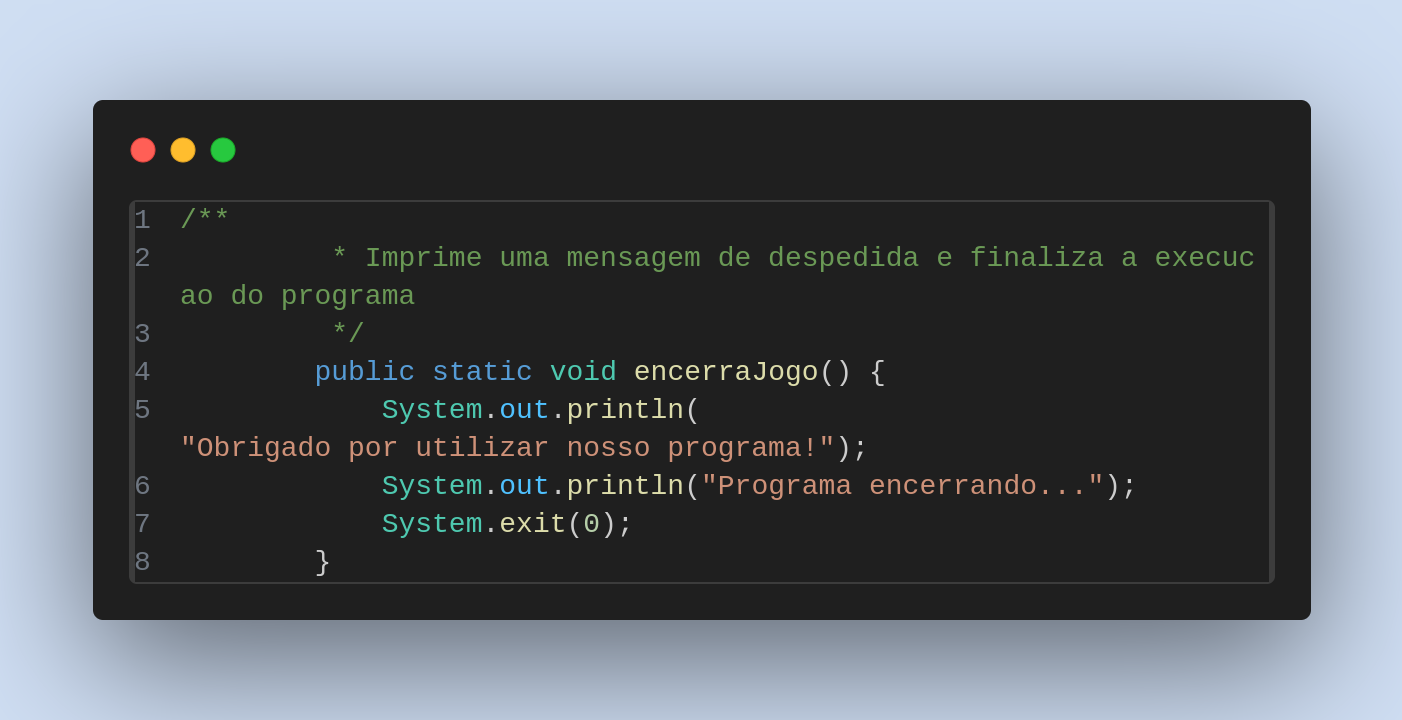 1 /**
2          * Imprime uma mensagem de despedida e finaliza a execuc
ao do programa
3          */
4         public static void encerraJogo() {
5             System.out.println(
"Obrigado por utilizar nosso programa!");
6             System.out.println("Programa encerrando...");
7             System.exit(0);
8         }